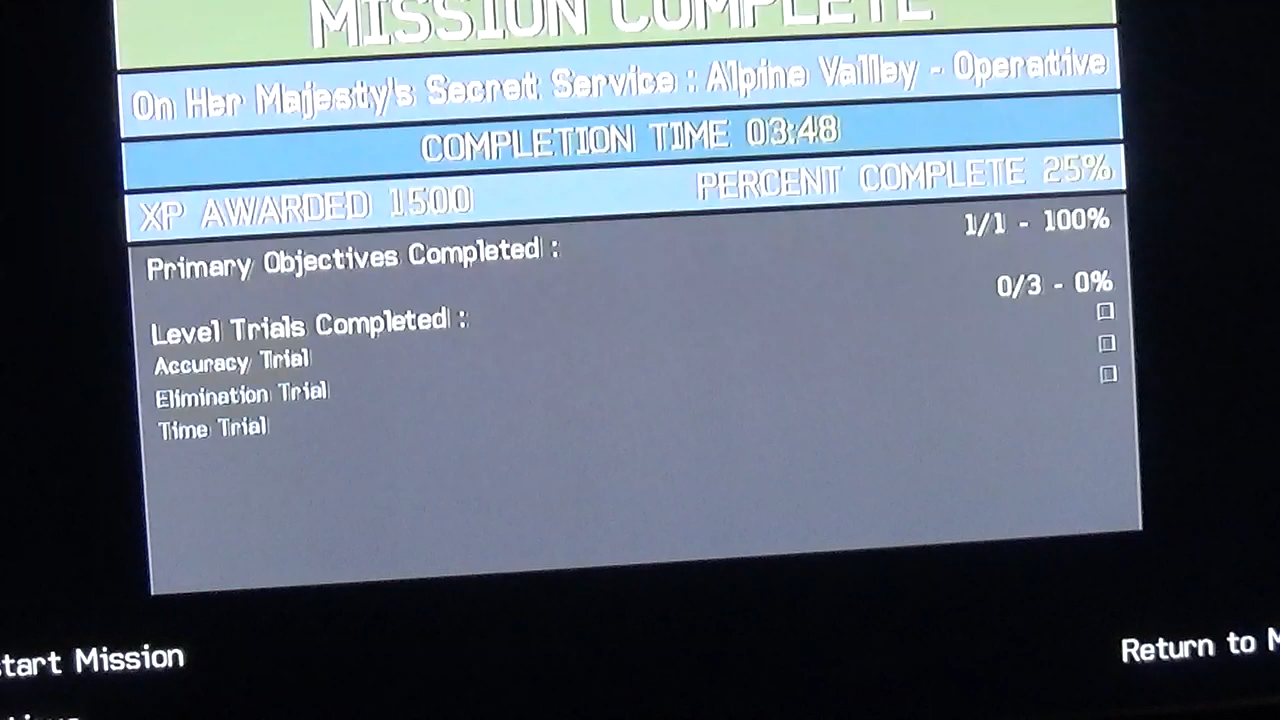 MISSION COMPLETE
On Her Majesty's Secret Service : Alpine Valley - Operative
COMPLETION TIME 03:48
XP AWARDED 1500 PERCENT COMPLETE 25%
Primary Objectives Completed : 1/1 - 100%
Level Trials Completed : 0/3 - 0%
Accuracy Trial
Elimination Trial
Time Trial
start Mission
Return to M